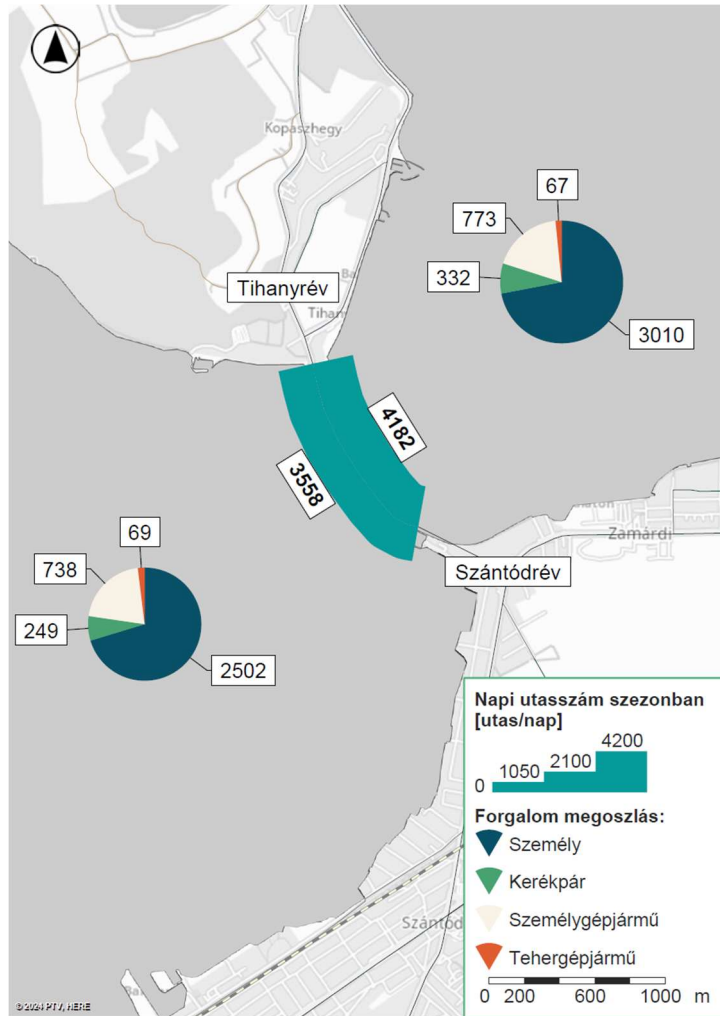 Kopaszhegy
67
773
332
3010
Tihanyrév
4182
3558
Zamárdi
Szántódrév
69
738
249
2502
Napi utasszám szezonban
[utas/nap]
0 1050 2100 4200
Forgalom megoszlás:
Személy
Kerékpár
Személygépjármű
Tehergépjármű
0 200 600 1000 m
Szántód
© 2024 PTV, HERE